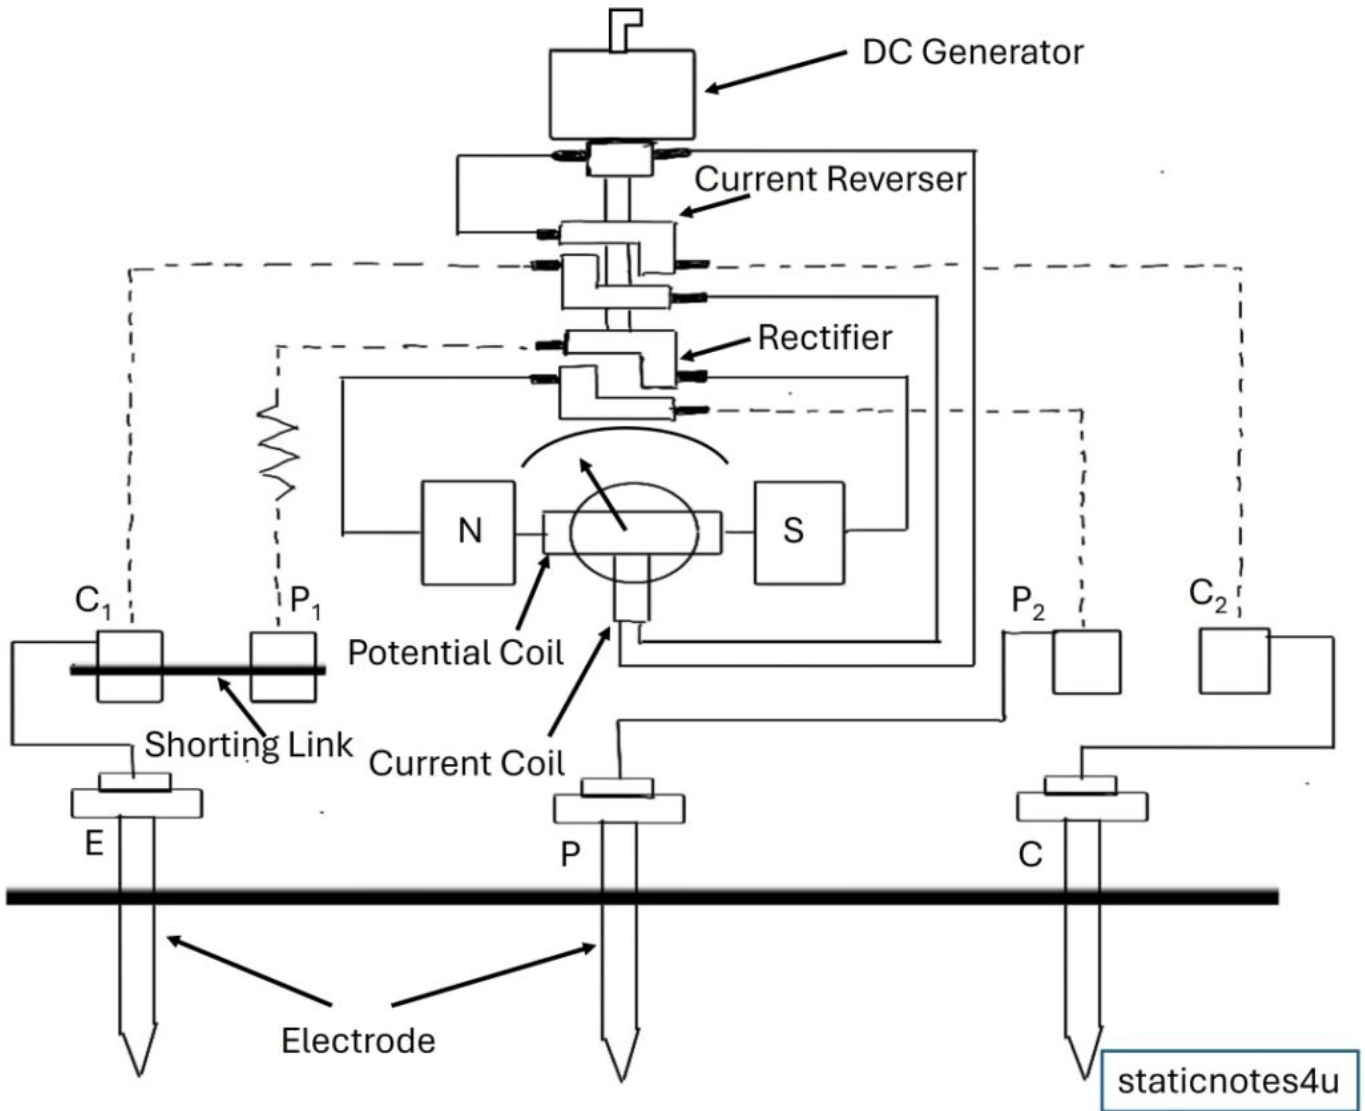 DC Generator
Current Reverser
Rectifier
N
S
C1
P1
P2
C2
Potential Coil
Shorting Link
Current Coil
E
P
C
Electrode
staticnotes4u